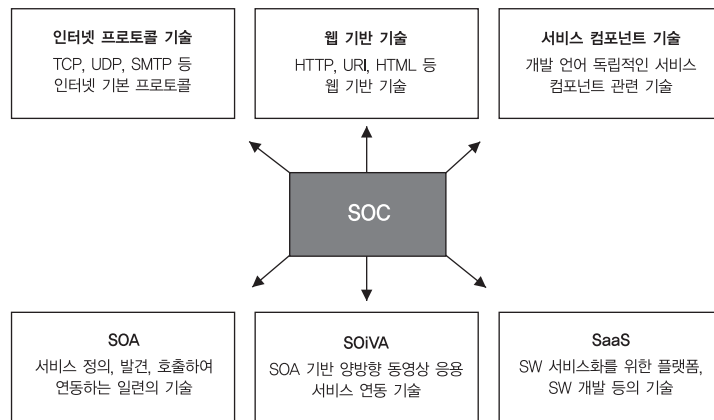 인터넷 프로토콜 기술
TCP, UDP, SMTP 등
인터넷 기본 프로토콜
웹 기반 기술
HTTP, URI, HTML 등
웹 기반 기술
서비스 컴포넌트 기술
개발 언어 독립적인 서비스
컴포넌트 관련 기술
SOC
SOA
서비스 정의, 발견, 호출하여
연동하는 일련의 기술
SOiVA
SOA 기반 양방향 동영상 응용
서비스 연동 기술
SaaS
SW 서비스화를 위한 플랫폼,
SW 개발 등의 기술